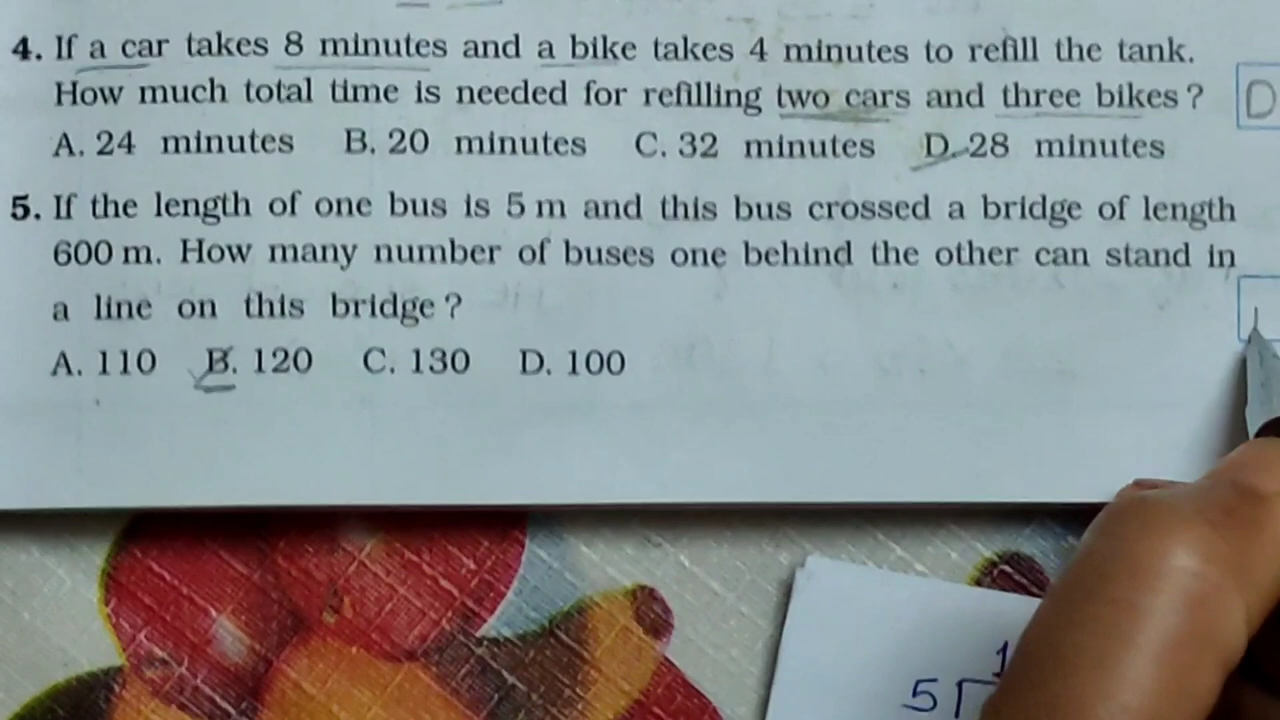 4. If a car takes 8 minutes and a bike takes 4 minutes to refill the tank.
How much total time is needed for refilling two cars and three bikes ?
D
A. 24 minutes B. 20 minutes C. 32 minutes D. 28 minutes
5. If the length of one bus is 5 m and this bus crossed a bridge of length
600 m. How many number of buses one behind the other can stand in
a line on this bridge ?
A. 110 B. 120 C. 130 D. 100
1
5